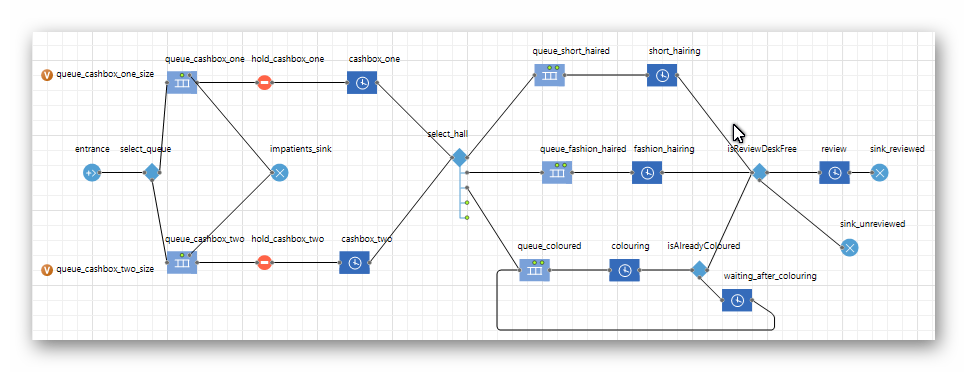 queue_short_haired
short_hairing
queue_cashbox_one
hold_cashbox_one
cashbox_one
V queue_cashbox_one_size
select_hall
entrance
select_queue
impatients_sink
queue_fashion_haired
fashion_hairing
isReviewDeskFree
review
sink_reviewed
sink_unreviewed
queue_cashbox_two
hold_cashbox_two
cashbox_two
queue_coloured
colouring
isAlreadyColoured
V queue_cashbox_two_size
waiting_after_colouring